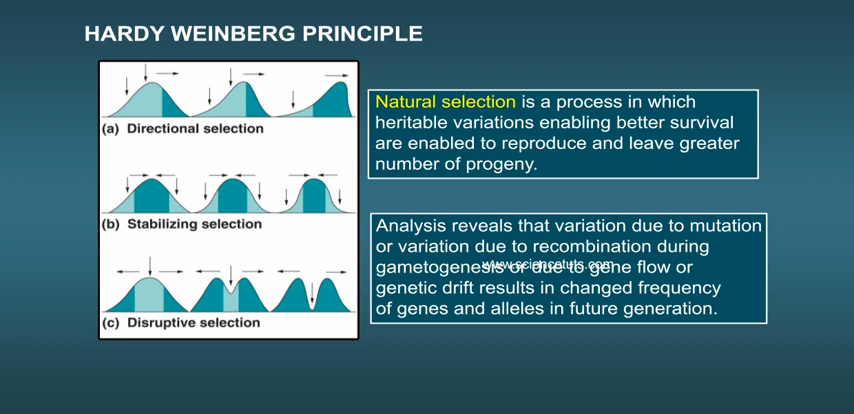 HARDY WEINBERG PRINCIPLE
(a) Directional selection
(b) Stabilizing selection
(c) Disruptive selection
Natural selection is a process in which
heritable variations enabling better survival
are enabled to reproduce and leave greater
number of progeny.
Analysis reveals that variation due to mutation
or variation due to recombination during
gametogenesis or due to gene flow or
www.sciencetuts.com
genetic drift results in changed frequency
of genes and alleles in future generation.